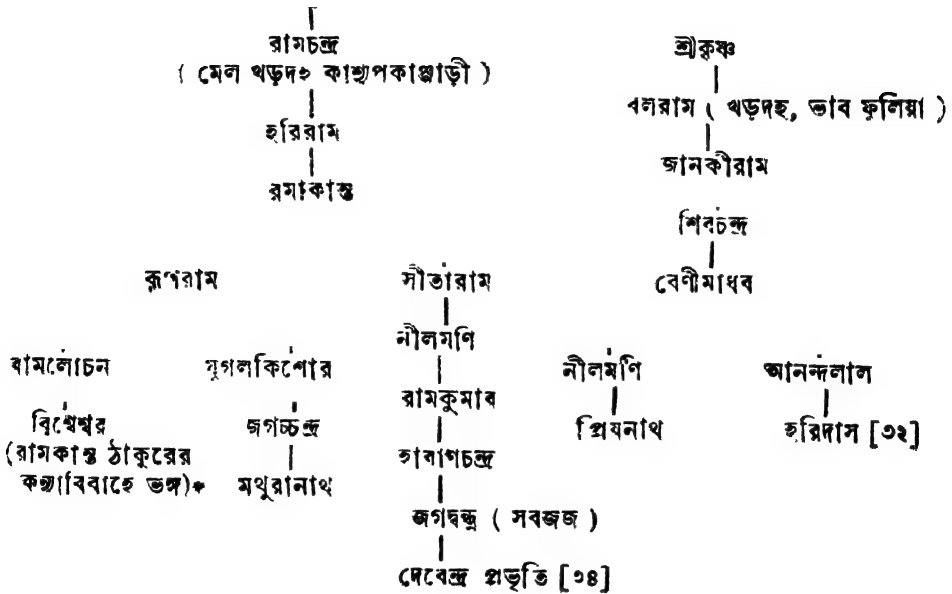 রামচন্দ্র
( মেল খড়দহ কাশ্যপকাঞ্জাড়ী )
হরিরাম
রমাকান্ত
শ্রীকৃষ্ণ
বলরাম ( খড়দহ, ভাব ফুলিয়া )
জানকীরাম
শিবচন্দ্র
বেণীমাধব
রূপরাম
সীতারাম
নীলমণি
রামকুমার
হারাণচন্দ্র
জগদ্বন্ধু ( সবজজ )
দেবেন্দ্র প্রভৃতি [৩৪]
রামলোচন
বিশ্বেশ্বর
(রামকান্ত ঠাকুরের
কন্যাবিবাহে ভঙ্গ)*
যুগলকিশোর
জগচ্চন্দ্র
মথুরানাথ
নীলমণি
প্রিয়নাথ
আনন্দলাল
হরিদাস [৩২]